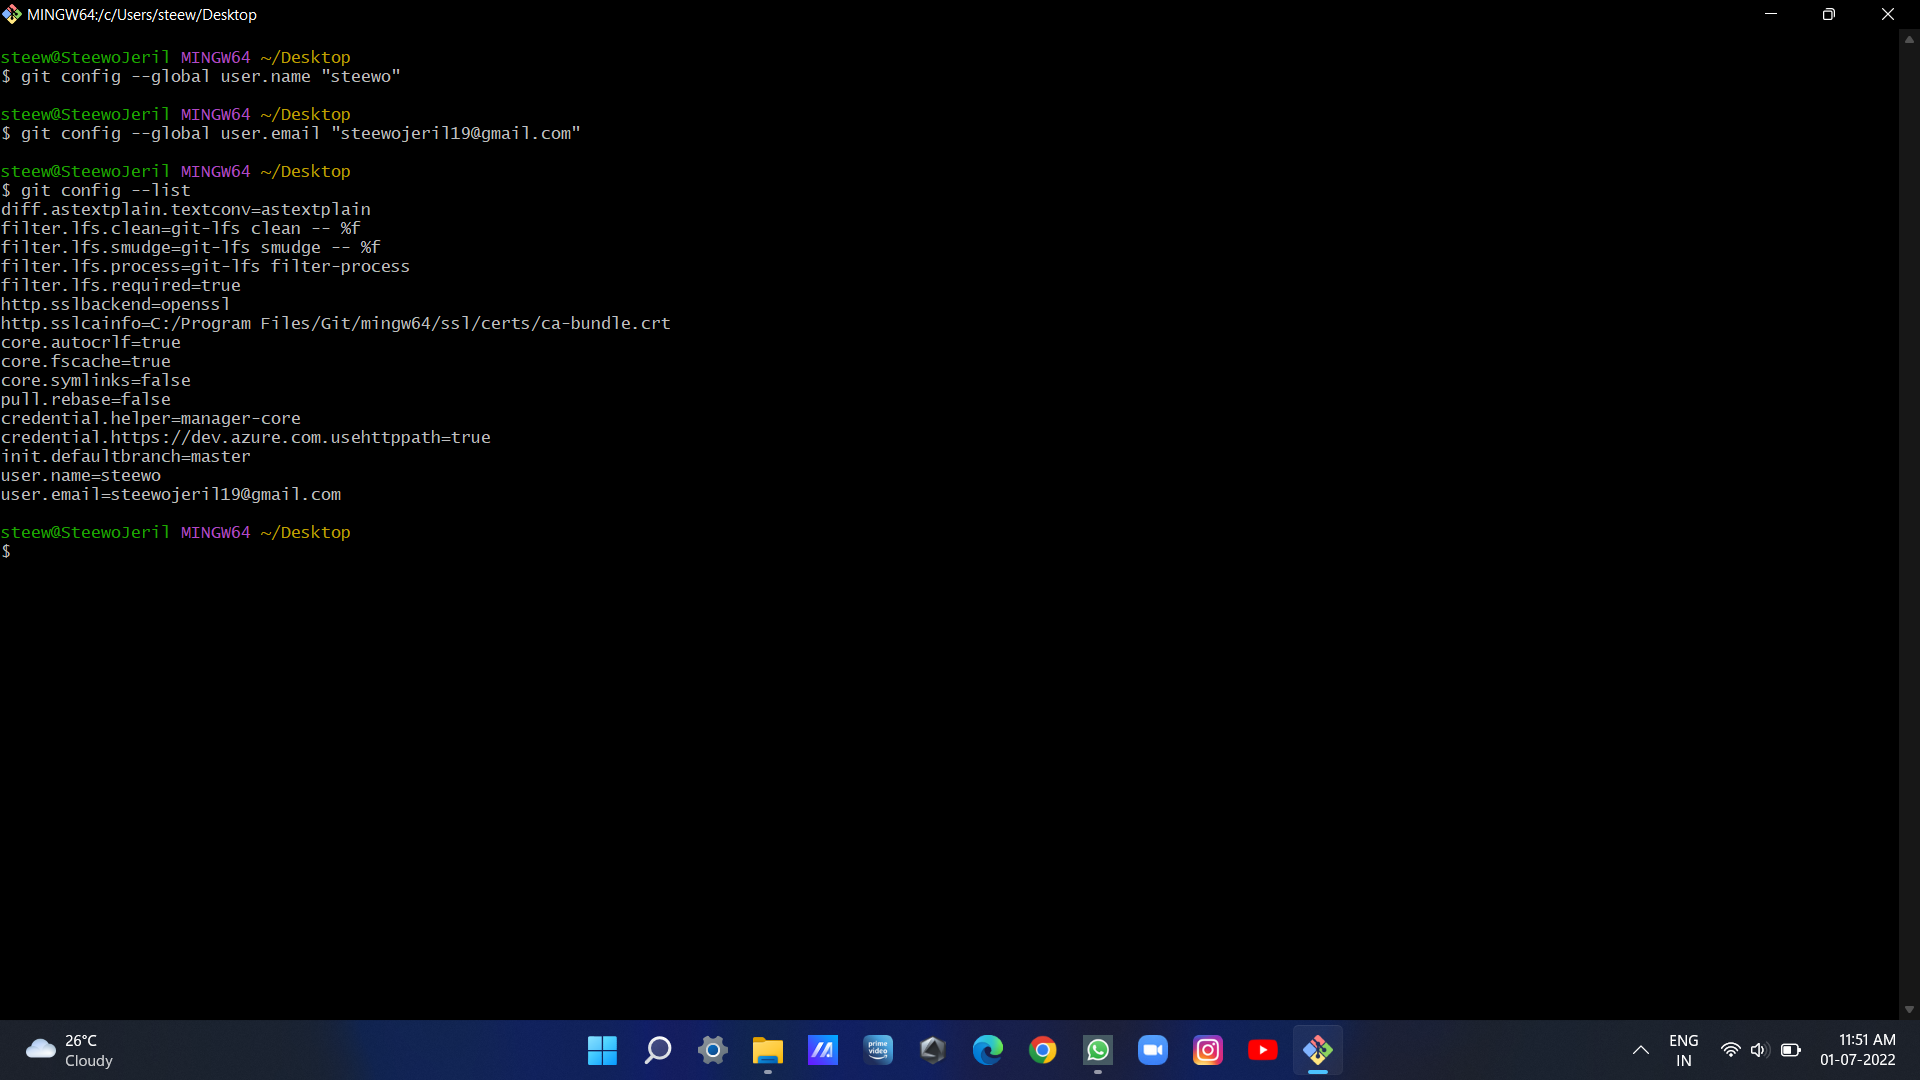 MINGW64:/c/Users/steew/Desktop
steew@SteewoJeril MINGW64 ~/Desktop
$ git config --global user.name "steewo"
steew@SteewoJeril MINGW64 ~/Desktop
$ git config --global user.email "steewojeril19@gmail.com"
steew@SteewoJeril MINGW64 ~/Desktop
$ git config --list
diff.astextplain.textconv=astextplain
filter.lfs.clean=git-lfs clean -- %f
filter.lfs.smudge=git-lfs smudge -- %f
filter.lfs.process=git-lfs filter-process
filter.lfs.required=true
http.sslbackend=openssl
http.sslcainfo=C:/Program Files/Git/mingw64/ssl/certs/ca-bundle.crt
core.autocrlf=true
core.fscache=true
core.symlinks=false
pull.rebase=false
credential.helper=manager-core
credential.https://dev.azure.com.usehttppath=true
init.defaultbranch=master
user.name=steewo
user.email=steewojeril19@gmail.com
steew@SteewoJeril MINGW64 ~/Desktop
$
26°C
Cloudy
prime
video
ENG
IN
11:51 AM
01-07-2022